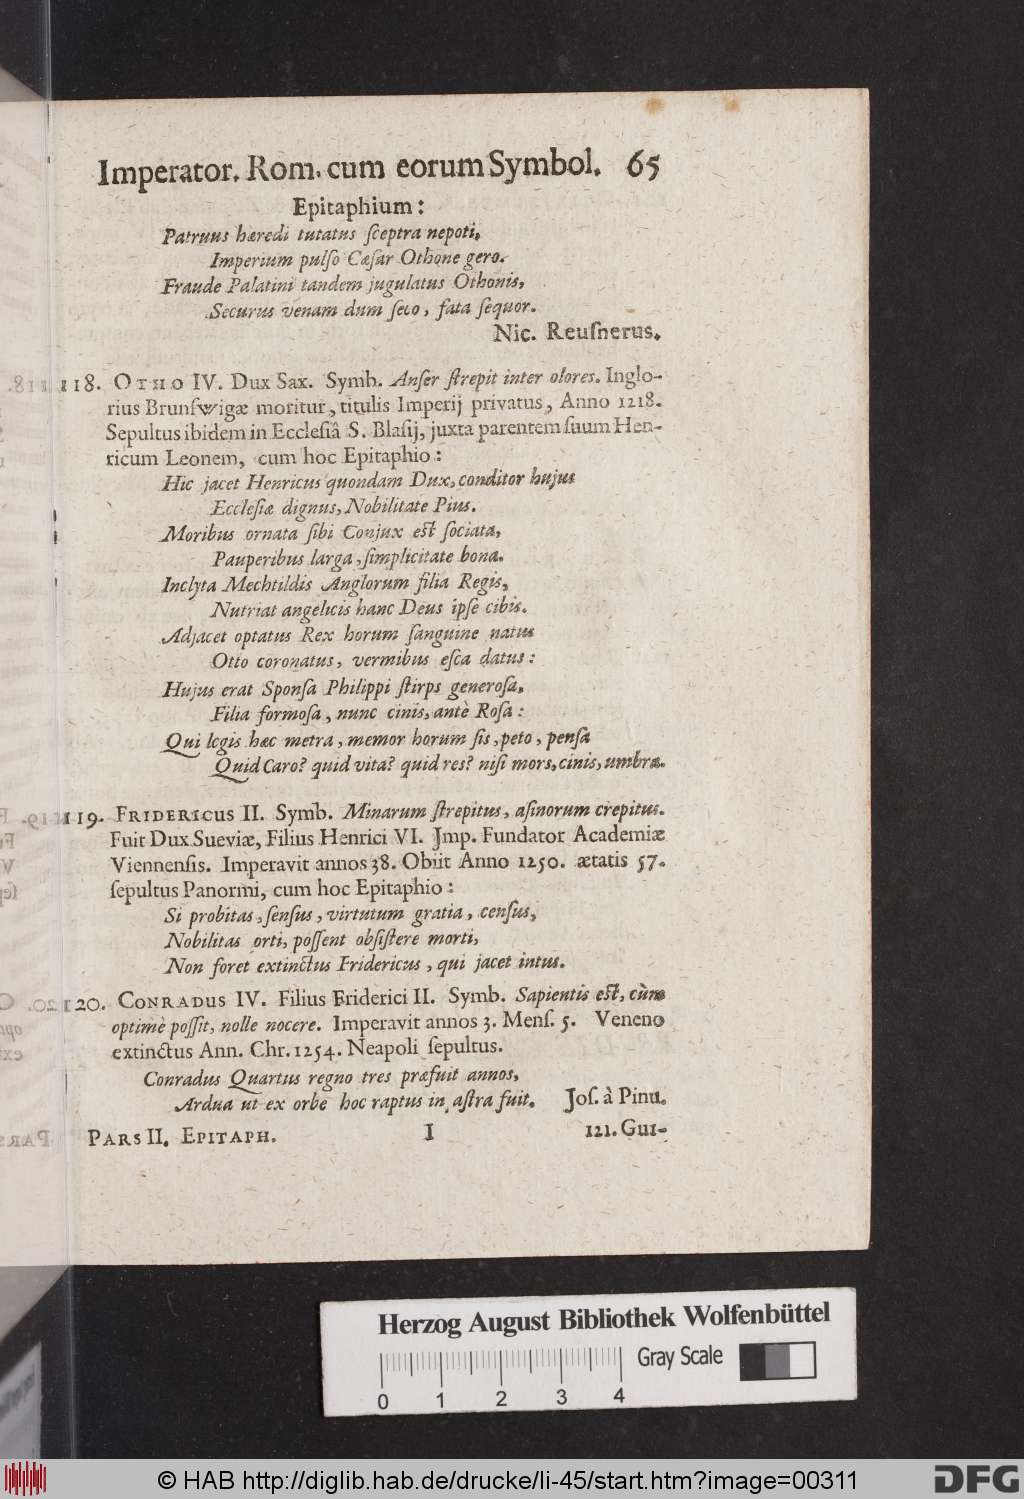 Imperator. Rom. cum eorum Symbol. 65
Epitaphium:
Patruus hæredi tutatus ſceptra nepoti,
Imperium pulſo Cæſar Othone gero.
Fraude Palatini tandem jugulatus Othonis,
Securus venam dum ſeco, fata ſequor.
Nic. Reuſnerus.
118. OTHO IV. Dux Sax. Symb. Anſer ſtrepit inter olores. Inglo-
rius Brunſwigæ moritur, titulis Imperij privatus, Anno 1218.
Sepultus ibidem in Eccleſiâ S. Blaſij, juxta parentem ſuum Hen-
ricum Leonem, cum hoc Epitaphio:
Hic jacet Henricus quondam Dux, conditor hujus
Eccleſiæ dignus, Nobilitate Pius.
Moribus ornata ſibi Conjux eſt ſociata,
Pauperibus larga, ſimplicitate bona.
Inclyta Mechtildis Anglorum filia Regis,
Nutriat angelicis hanc Deus ipſe cibis.
Adjacet optatus Rex horum ſanguine natus
Otto coronatus, vermibus eſca datus:
Hujus erat Sponſa Philippi ſtirps generoſa,
Filia formoſa, nunc cinis, antè Roſa:
Qui legis hæc metra, memor horum ſis, peto, penſa
Quid Caro? quid vita? quid res? niſi mors, cinis, umbra.
119. FRIDERICUS II. Symb. Minarum ſtrepitus, aſinorum crepitus.
Fuit Dux Sueviæ, Filius Henrici VI. Jmp. Fundator Academiæ
Viennenſis. Imperavit annos 38. Obiit Anno 1250. ætatis 57.
ſepultus Panormi, cum hoc Epitaphio:
Si probitas, ſenſus, virtutum gratia, cenſus,
Nobilitas orti, poſſent obſiſtere morti,
Non foret extinctus Fridericus, qui jacet intus.
120. CONRADUS IV. Filius Friderici II. Symb. Sapientis eſt, cùm
optimè poſſit, nolle nocere. Imperavit annos 3. Menſ. 5. Veneno
extinctus Ann. Chr. 1254. Neapoli ſepultus.
Conradus Quartus regno tres præfuit annos,
Ardua ut ex orbe hoc raptus in aſtra fuit. Joſ. à Pinu.
PARS II. EPITAPH. I 121. Gui-
Herzog August Bibliothek Wolfenbüttel
Gray Scale
0 1 2 3 4
© HAB http://diglib.hab.de/drucke/li-45/start.htm?image=00311
DFG